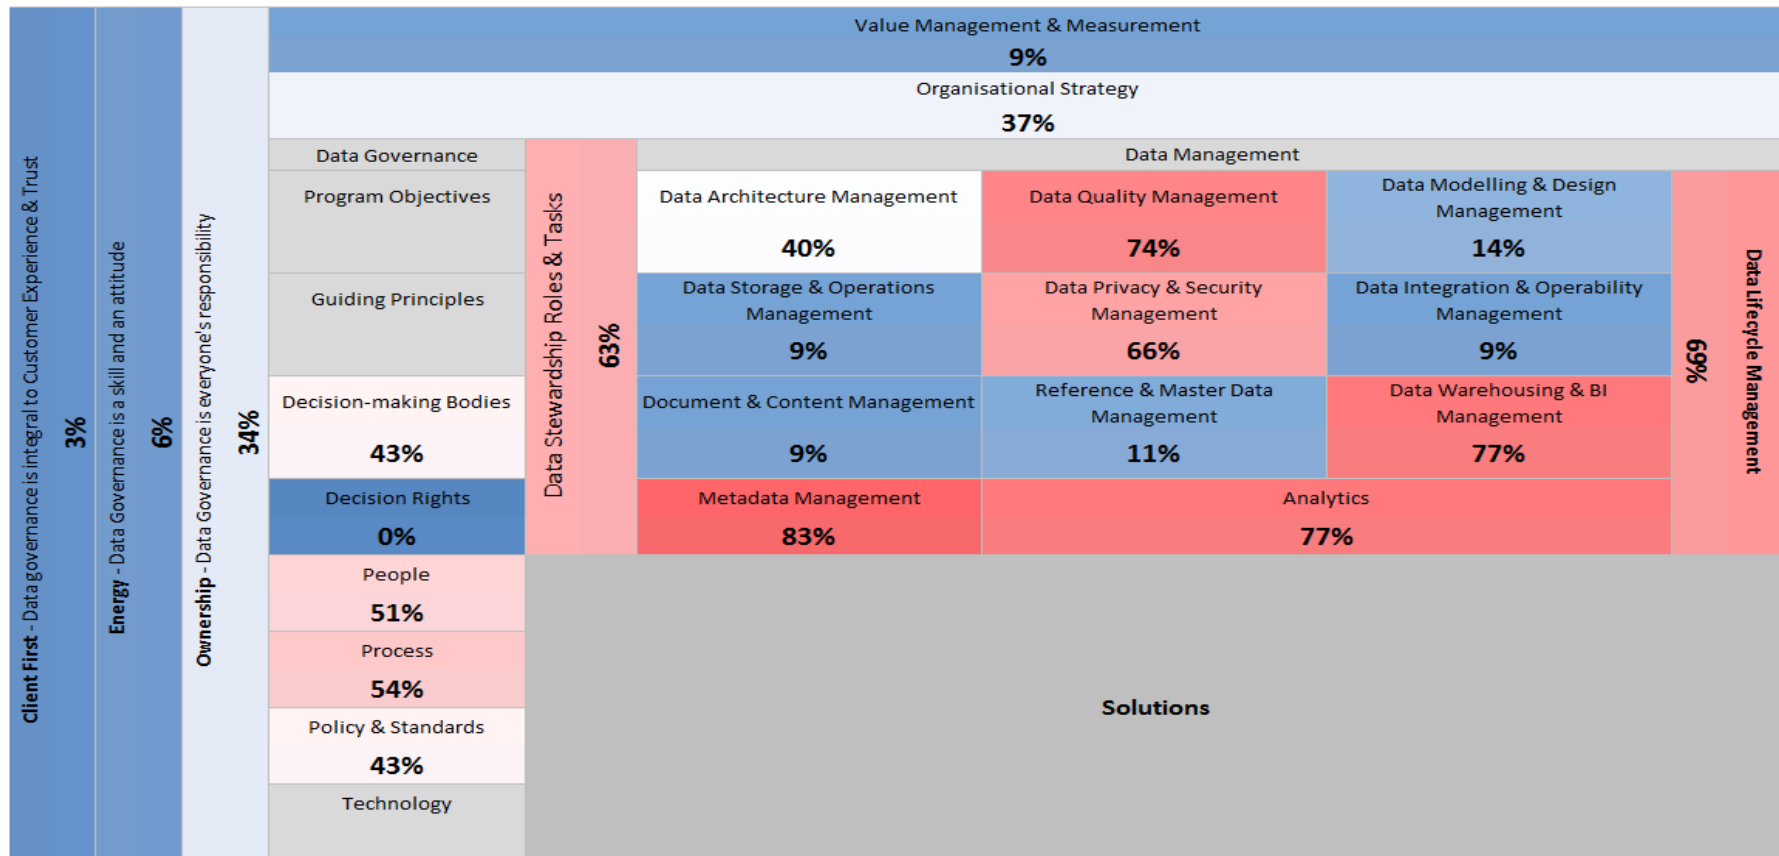 Client First - Data governance is integral to Customer Experience & Trust
3%
Energy - Data Governance is a skill and an attitude
6%
Ownership - Data Governance is everyone's responsibility
34%
Value Management & Measurement
9%
Organisational Strategy
37%
Data Governance
Program Objectives
Guiding Principles
Decision-making Bodies
43%
Decision Rights
0%
People
51%
Process
54%
Policy & Standards
43%
Technology
Data Stewardship Roles & Tasks
63%
Data Management
Data Architecture Management
40%
Data Quality Management
74%
Data Modelling & Design
Management
14%
Data Storage & Operations
Management
9%
Data Privacy & Security
Management
66%
Data Integration & Operability
Management
9%
Document & Content Management
9%
Reference & Master Data
Management
11%
Data Warehousing & BI
Management
77%
Metadata Management
83%
Analytics
77%
69%
Data Lifecycle Management
Solutions